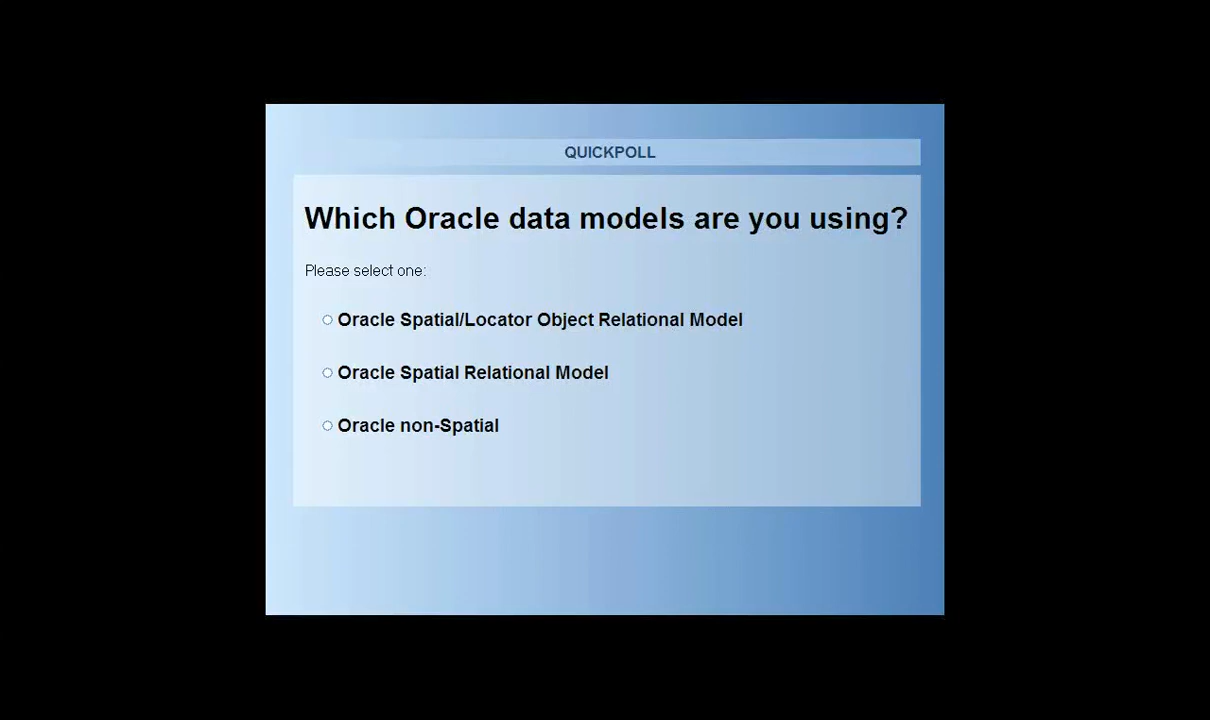 QUICKPOLL
Which Oracle data models are you using?
Please select one:
Oracle Spatial/Locator Object Relational Model
Oracle Spatial Relational Model
Oracle non-Spatial